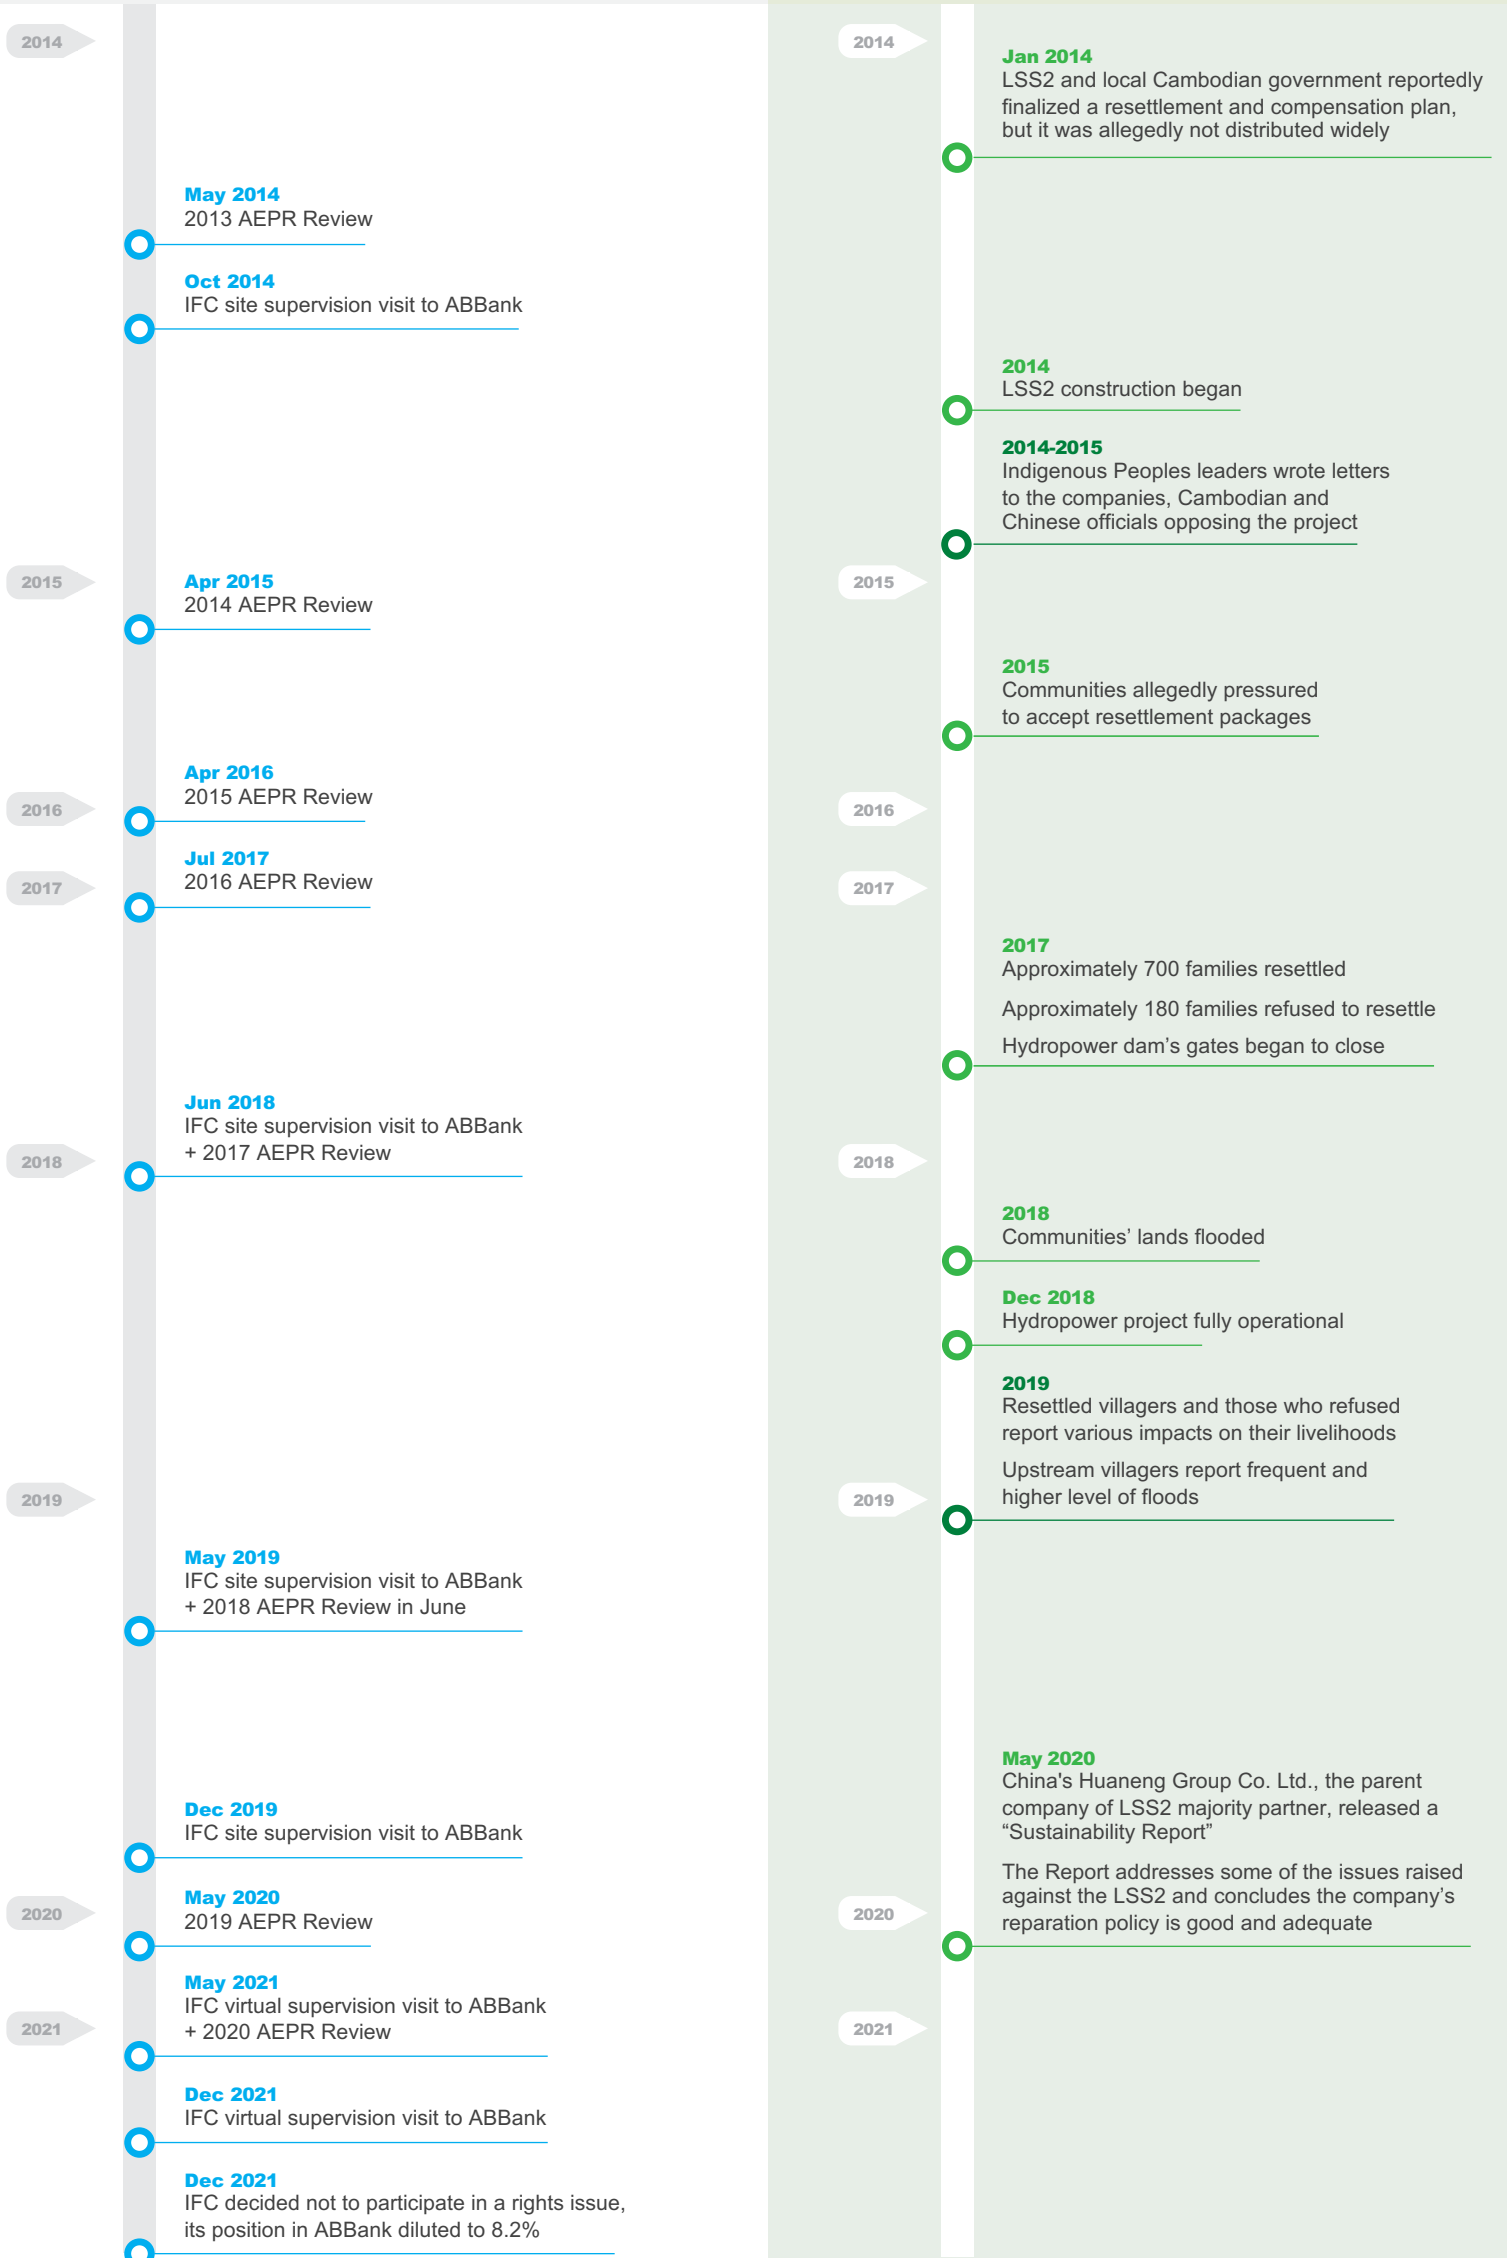 2014
May 2014
2013 AEPR Review
Oct 2014
IFC site supervision visit to ABBank
2015
Apr 2015
2014 AEPR Review
2016
Apr 2016
2015 AEPR Review
2017
Jul 2017
2016 AEPR Review
2018
Jun 2018
IFC site supervision visit to ABBank
+ 2017 AEPR Review
2019
May 2019
IFC site supervision visit to ABBank
+ 2018 AEPR Review in June
Dec 2019
IFC site supervision visit to ABBank
2020
May 2020
2019 AEPR Review
2021
May 2021
IFC virtual supervision visit to ABBank
+ 2020 AEPR Review
Dec 2021
IFC virtual supervision visit to ABBank
Dec 2021
IFC decided not to participate in a rights issue,
its position in ABBank diluted to 8.2%
2014
Jan 2014
LSS2 and local Cambodian government reportedly
finalized a resettlement and compensation plan,
but it was allegedly not distributed widely
2014
LSS2 construction began
2014-2015
Indigenous Peoples leaders wrote letters
to the companies, Cambodian and
Chinese officials opposing the project
2015
2015
Communities allegedly pressured
to accept resettlement packages
2016
2017
2017
Approximately 700 families resettled
Approximately 180 families refused to resettle
Hydropower dam’s gates began to close
2018
2018
Communities’ lands flooded
Dec 2018
Hydropower project fully operational
2019
2019
Resettled villagers and those who refused
report various impacts on their livelihoods
Upstream villagers report frequent and
higher level of floods
2020
May 2020
China's Huaneng Group Co. Ltd., the parent
company of LSS2 majority partner, released a
“Sustainability Report”
The Report addresses some of the issues raised
against the LSS2 and concludes the company’s
reparation policy is good and adequate
2021